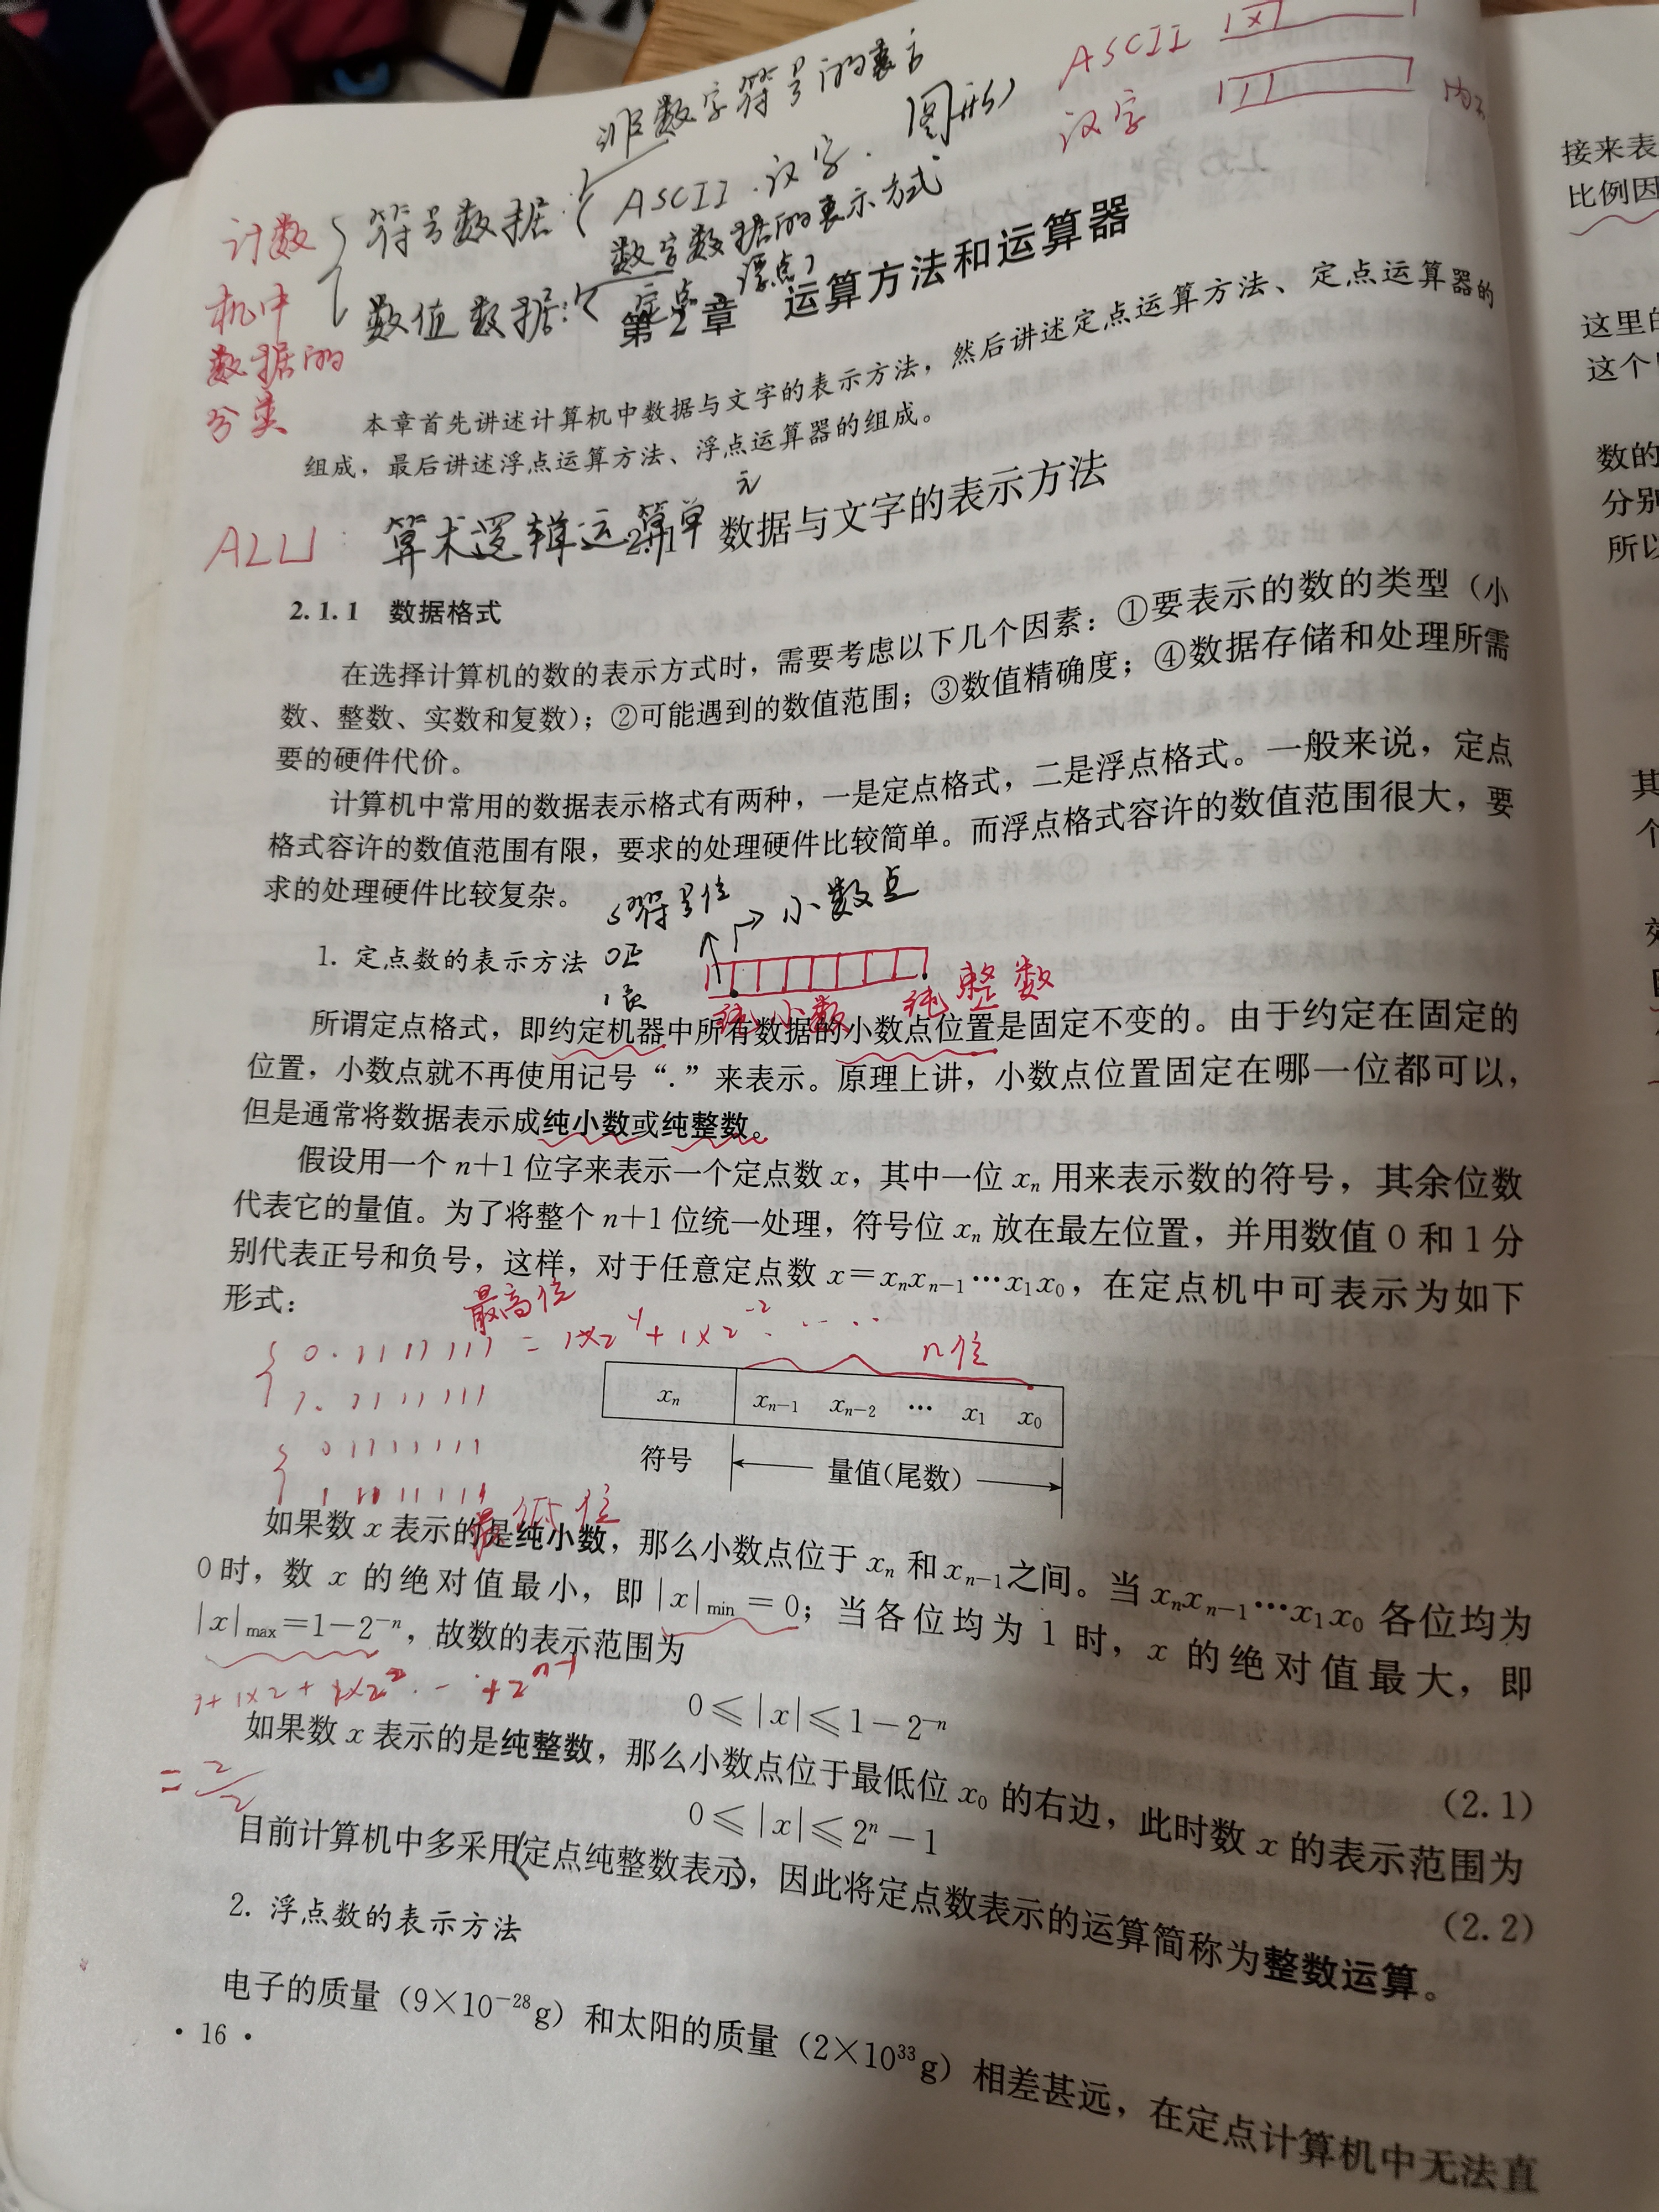 非数字符号的表示
ASCII
汉字
计数机中数据的分类
符号数据:
ASCII.汉字.图形
数字数据的表示方式
数值数据:
定点
浮点
第2章 运算方法和运算器
本章首先讲述计算机中数据与文字的表示方法，然后讲述定点运算方法、定点运算器的
组成，最后讲述浮点运算方法、浮点运算器的组成。
ALU 算术逻辑运算单元
2.1 数据与文字的表示方法
2.1.1 数据格式
在选择计算机的数的表示方式时，需要考虑以下几个因素：①要表示的数的类型（小
数、整数、实数和复数）；②可能遇到的数值范围；③数值精确度；④数据存储和处理所需
要的硬件代价。
计算机中常用的数据表示格式有两种，一是定点格式，二是浮点格式。一般来说，定点
格式容许的数值范围有限，要求的处理硬件比较简单。而浮点格式容许的数值范围很大，要
求的处理硬件比较复杂。
符号位
小数点
1. 定点数的表示方法
0正
1负
纯小数 纯整数
所谓定点格式，即约定机器中所有数据的小数点位置是固定不变的。由于约定在固定的
位置，小数点就不再使用记号“.”来表示。原理上讲，小数点位置固定在哪一位都可以，
但是通常将数据表示成纯小数或纯整数。
假设用一个 n+1 位字来表示一个定点数 x，其中一位 xₙ 用来表示数的符号，其余位数
代表它的量值。为了将整个 n+1 位统一处理，符号位 xₙ 放在最左位置，并用数值 0 和 1 分
别代表正号和负号，这样，对于任意定点数 x=xₙxₙ₋₁…x₁x₀，在定点机中可表示为如下
形式：
最高位
0.1111111
1.1111111
01111111
n位
xₙ xₙ₋₁ xₙ₋₂ … x₁ x₀
符号 量值(尾数)
最低位
如果数 x 表示的是纯小数，那么小数点位于 xₙ 和 xₙ₋₁之间。当 xₙxₙ₋₁…x₁x₀ 各位均为
0 时，数 x 的绝对值最小，即 |x|min = 0；当各位均为 1 时，x 的绝对值最大，即
|x|max=1−2⁻ⁿ，故数的表示范围为
0≤|x|≤1−2⁻ⁿ (2.1)
如果数 x 表示的是纯整数，那么小数点位于最低位 x₀ 的右边，此时数 x 的表示范围为
0≤|x|≤2ⁿ−1 (2.2)
目前计算机中多采用定点纯整数表示，因此将定点数表示的运算简称为整数运算。
2. 浮点数的表示方法
电子的质量（9×10⁻²⁸g）和太阳的质量（2×10³³g）相差甚远，在定点计算机中无法直
· 16 ·
接来表
比例因
这里的
这个
数的
分别
所以
其
个